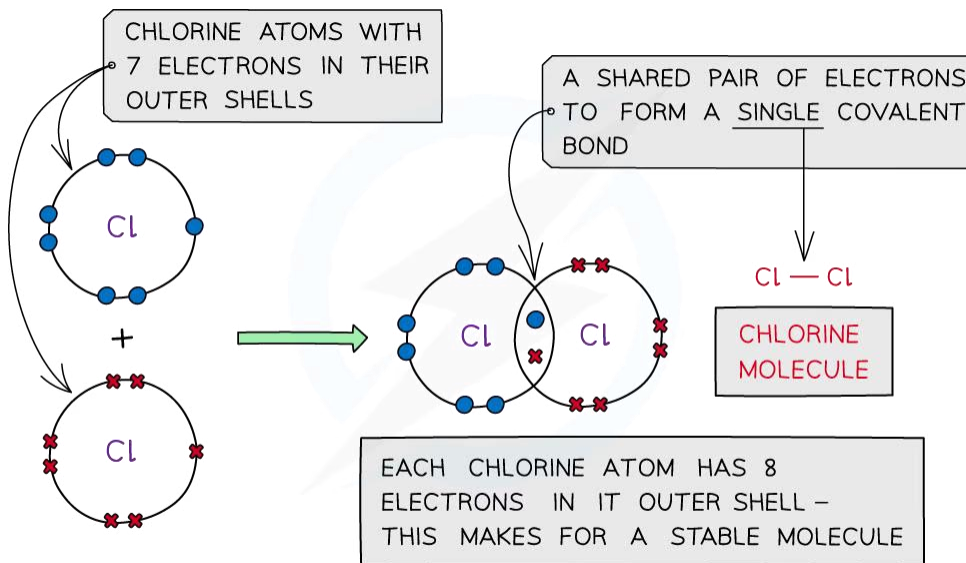 CHLORINE ATOMS WITH
7 ELECTRONS IN THEIR
OUTER SHELLS
A SHARED PAIR OF ELECTRONS
TO FORM A SINGLE COVALENT
BOND
Cl
+
Cl
Cl
Cl
Cl — Cl
CHLORINE
MOLECULE
EACH CHLORINE ATOM HAS 8
ELECTRONS IN IT OUTER SHELL –
THIS MAKES FOR A STABLE MOLECULE